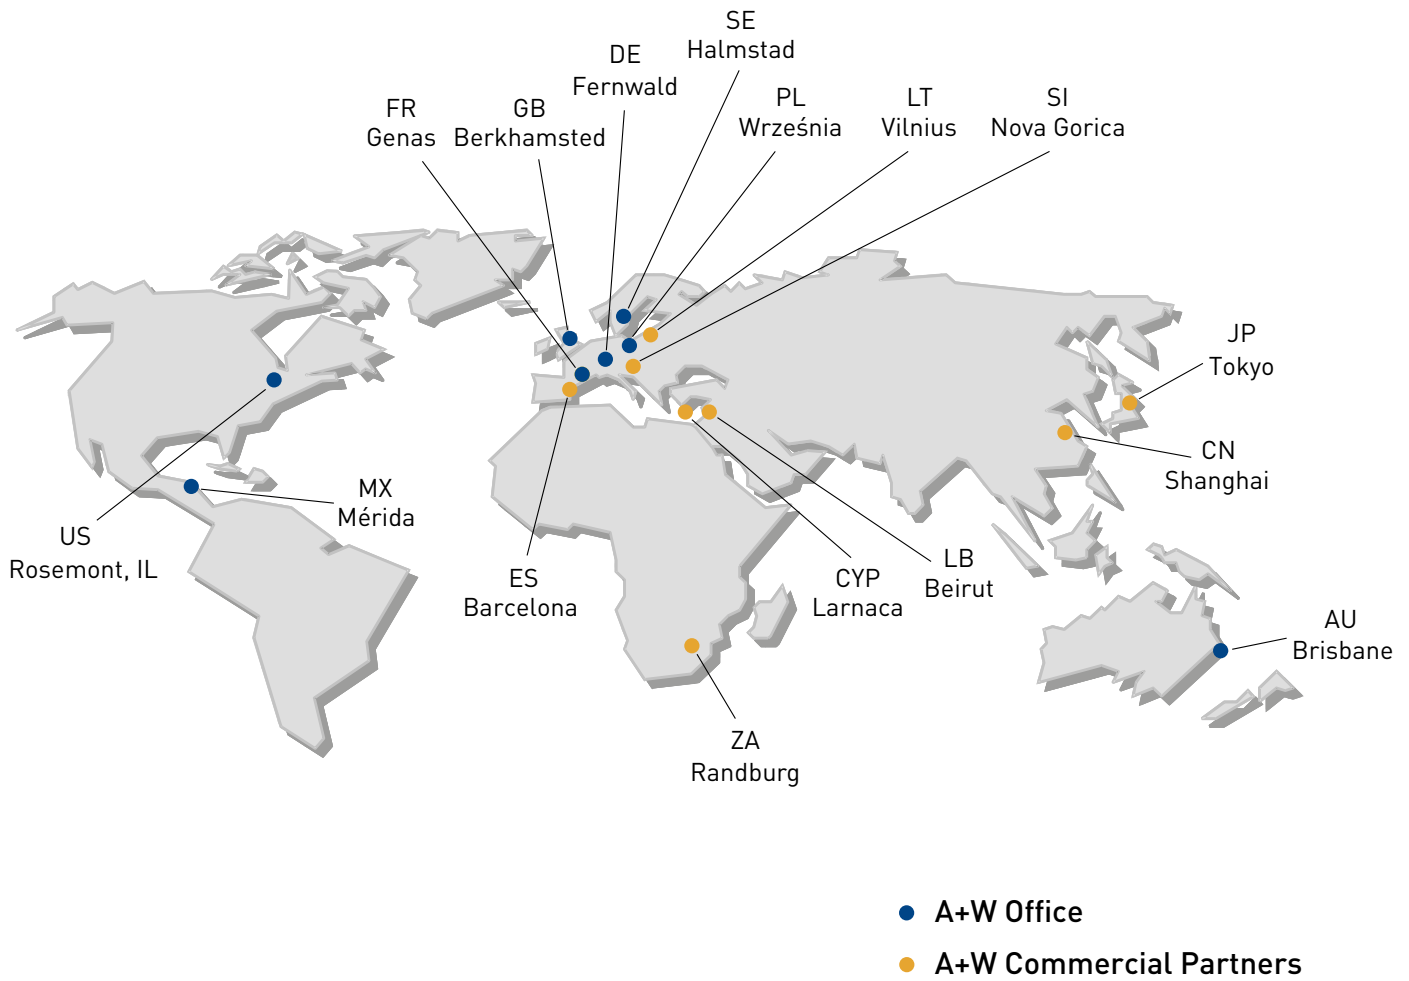 SE
Halmstad
DE
Fernwald
FR
Genas
GB
Berkhamsted
PL
Września
LT
Vilnius
SI
Nova Gorica
JP
Tokyo
CN
Shanghai
MX
Mérida
US
Rosemont, IL
ES
Barcelona
CYP
Larnaca
LB
Beirut
AU
Brisbane
ZA
Randburg
A+W Office
A+W Commercial Partners